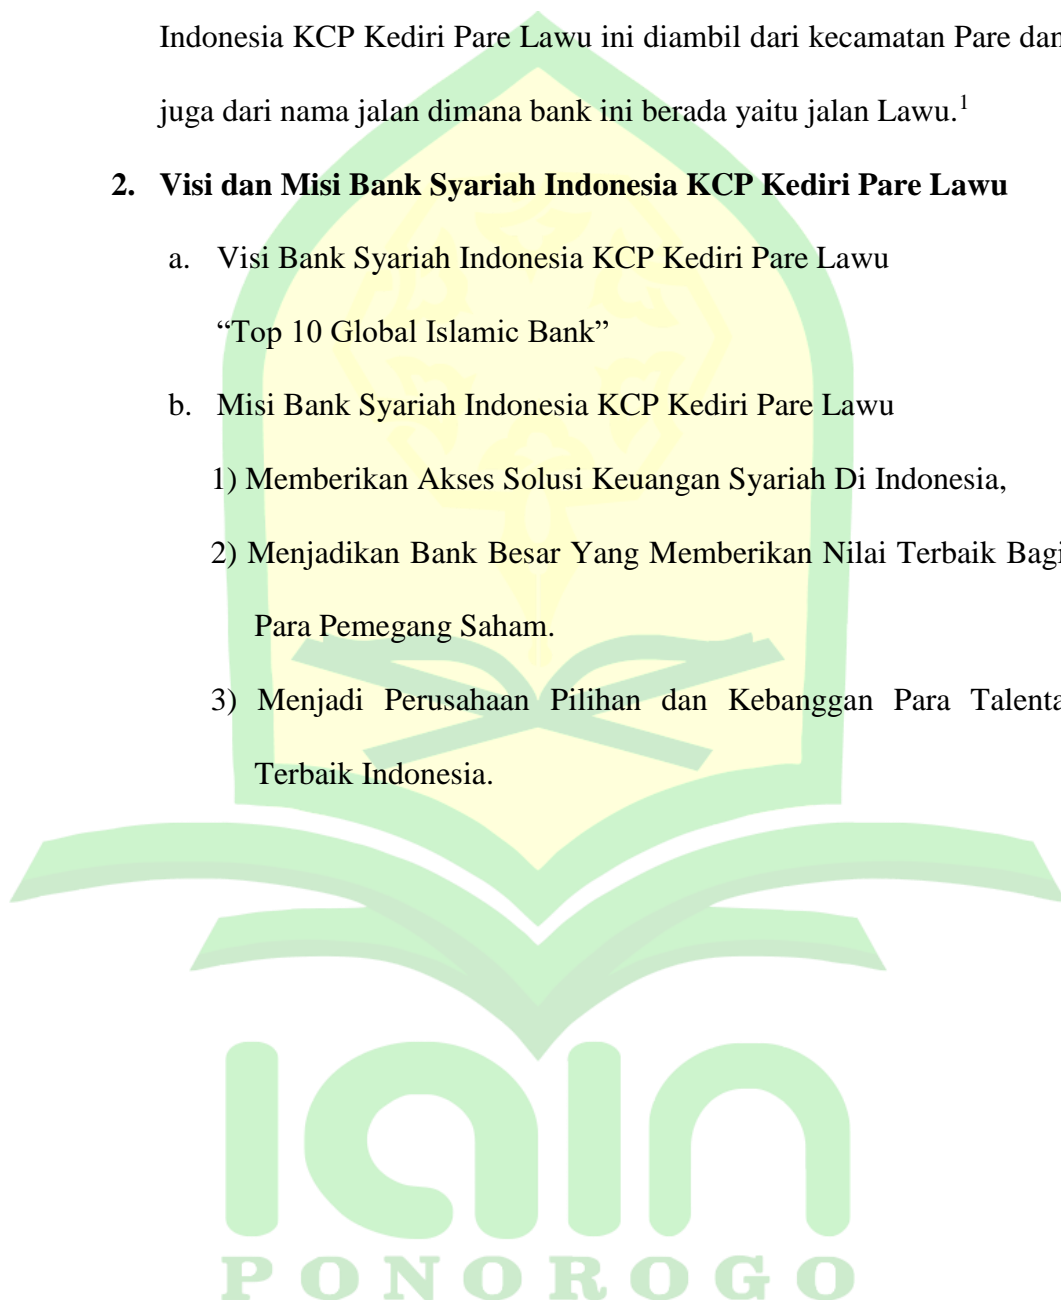 Indonesia KCP Kediri Pare Lawu ini diambil dari kecamatan Pare dan
juga dari nama jalan dimana bank ini berada yaitu jalan Lawu.1
2. Visi dan Misi Bank Syariah Indonesia KCP Kediri Pare Lawu
a. Visi Bank Syariah Indonesia KCP Kediri Pare Lawu
“Top 10 Global Islamic Bank”
b. Misi Bank Syariah Indonesia KCP Kediri Pare Lawu
1) Memberikan Akses Solusi Keuangan Syariah Di Indonesia,
2) Menjadikan Bank Besar Yang Memberikan Nilai Terbaik Bagi
Para Pemegang Saham.
3) Menjadi Perusahaan Pilihan dan Kebanggan Para Talenta
Terbaik Indonesia.
iain
PONOROGO